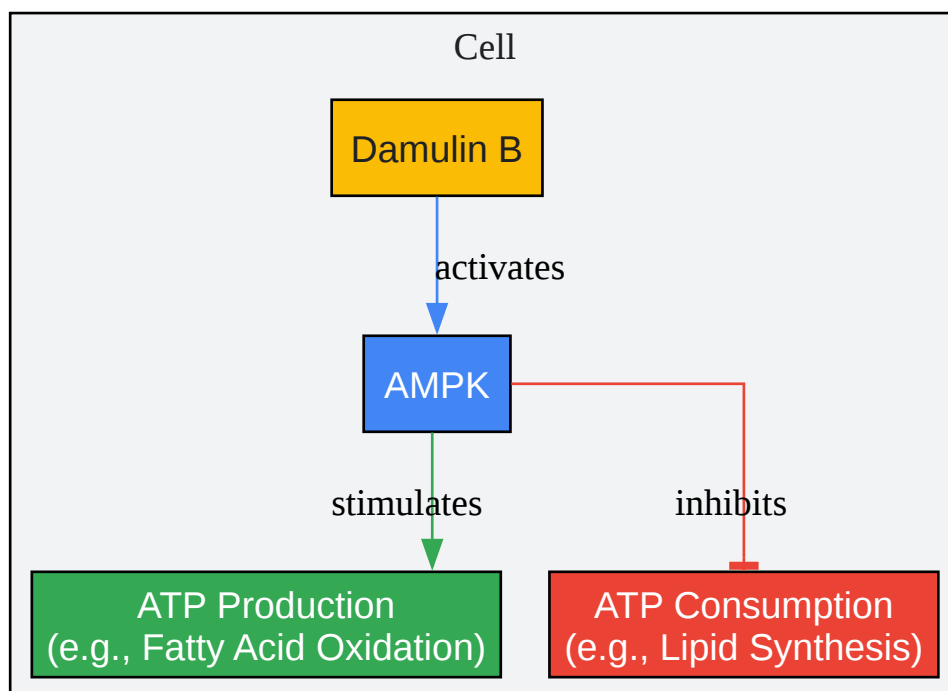 Cell
Damulin B
activates
AMPK
stimulates
inhibits
ATP Production
(e.g., Fatty Acid Oxidation)
ATP Consumption
(e.g., Lipid Synthesis)